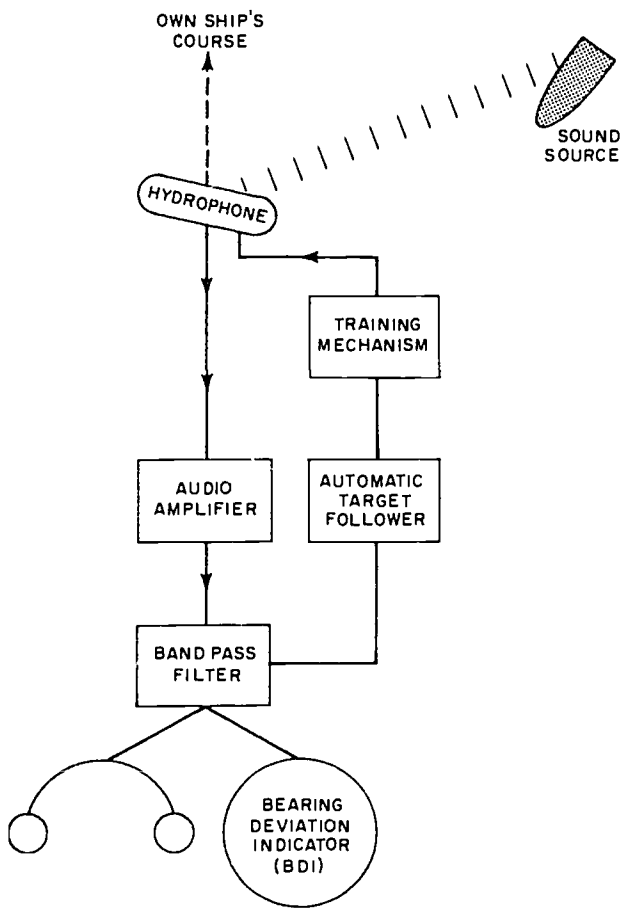 OWN SHIP'S
COURSE
SOUND
SOURCE
HYDROPHONE
TRAINING
MECHANISM
AUDIO
AMPLIFIER
AUTOMATIC
TARGET
FOLLOWER
BAND PASS
FILTER
BEARING
DEVIATION
INDICATOR
(BDI)